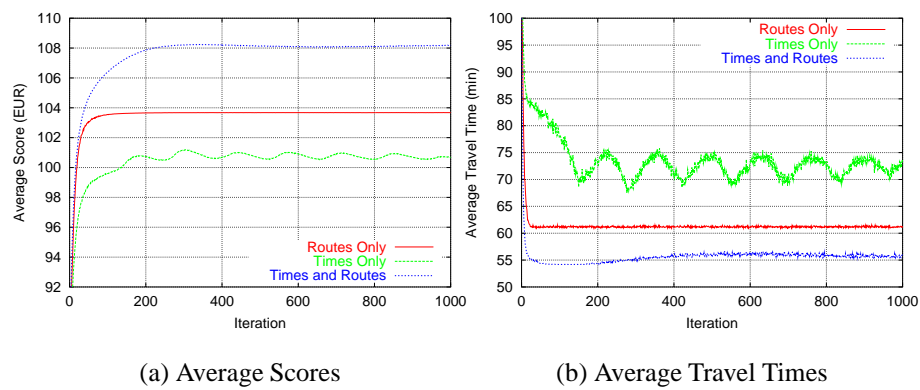 108
106
104
102
100
98
96
94
92
Average Score (EUR)
Routes Only
Times Only
Times and Routes
0 200 400 600 800 1000
Iteration
(a) Average Scores
100
95
90
85
80
75
70
65
60
55
50
Average Travel Time (min)
Routes Only
Times Only
Times and Routes
0 200 400 600 800 1000
Iteration
(b) Average Travel Times